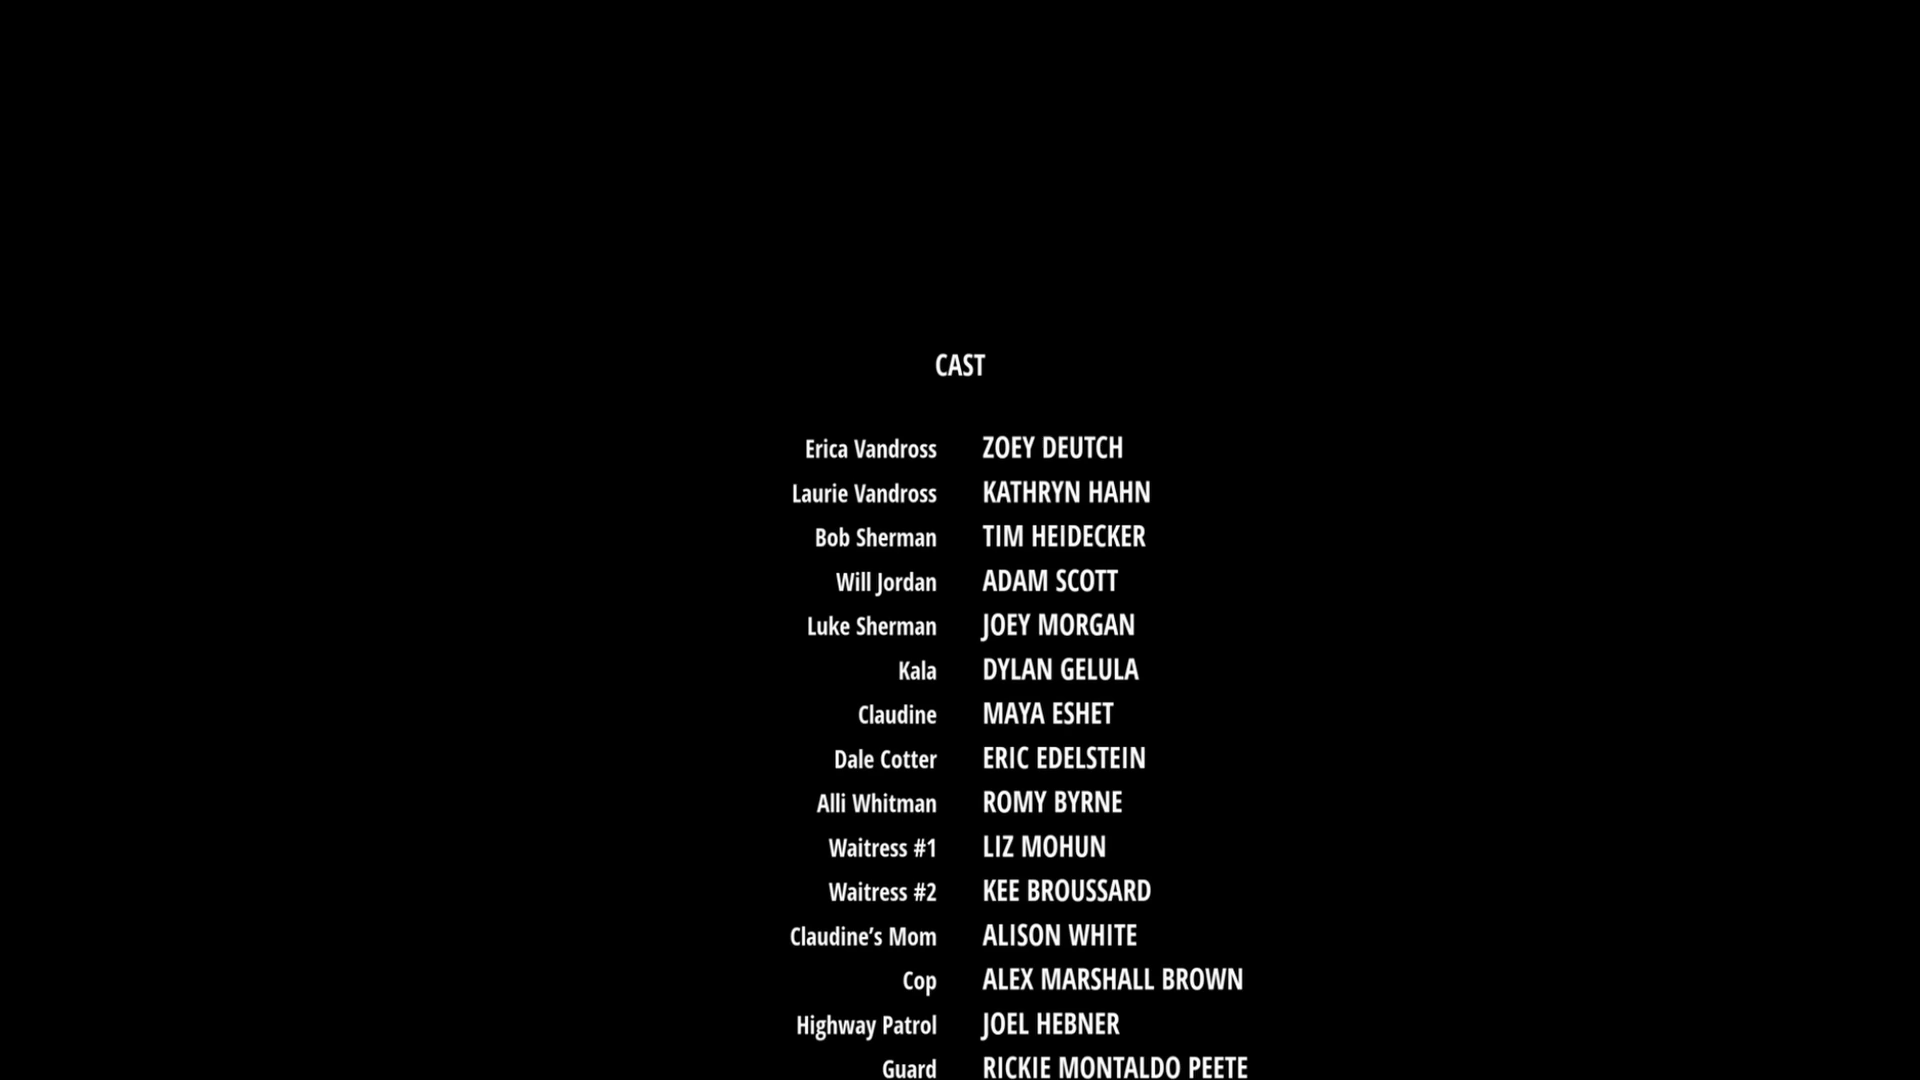 CAST
Erica Vandross ZOEY DEUTCH
Laurie Vandross KATHRYN HAHN
Bob Sherman TIM HEIDECKER
Will Jordan ADAM SCOTT
Luke Sherman JOEY MORGAN
Kala DYLAN GELULA
Claudine MAYA ESHET
Dale Cotter ERIC EDELSTEIN
Alli Whitman ROMY BYRNE
Waitress #1 LIZ MOHUN
Waitress #2 KEE BROUSSARD
Claudine’s Mom ALISON WHITE
Cop ALEX MARSHALL BROWN
Highway Patrol JOEL HEBNER
Guard RICKIE MONTALDO PEETE